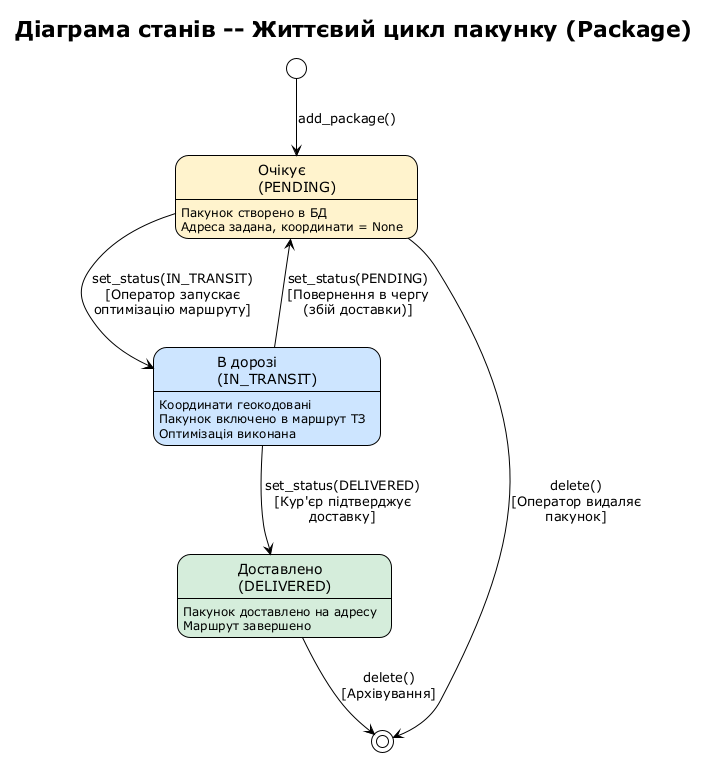 Діаграма станів -- Життєвий цикл пакунку (Package)
add_package()
Очікує
(PENDING)
Пакунок створено в БД
Адреса задана, координати = None
set_status(IN_TRANSIT)
[Оператор запускає
оптимізацію маршруту]
set_status(PENDING)
[Повернення в чергу
(збій доставки)]
В дорозі
(IN_TRANSIT)
Координати геокодовані
Пакунок включено в маршрут ТЗ
Оптимізація виконана
set_status(DELIVERED)
[Кур'єр підтверджує
доставку]
delete()
[Оператор видаляє
пакунок]
Доставлено
(DELIVERED)
Пакунок доставлено на адресу
Маршрут завершено
delete()
[Архівування]